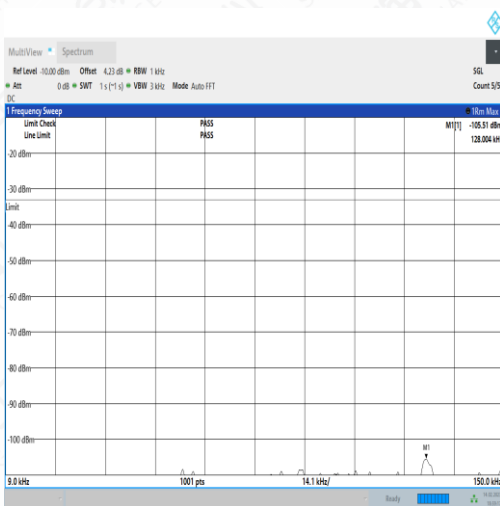 MultiView Spectrum
Ref Level -10.00 dBm Offset 4.23 dB RBW 1 kHz SGL
Att 0 dB SWT 1 s (~1 s) VBW 3 kHz Mode Auto FFT Count 5/5
DC
1 Frequency Sweep 1Rm Max
Limit Check PASS M1[1] -105.51 dBm
Line Limit PASS 128.004 kH
-20 dBm
-30 dBm
Limit
-40 dBm
-50 dBm
-60 dBm
-70 dBm
-80 dBm
-90 dBm
-100 dBm
M1
9.0 kHz 1001 pts 14.1 kHz/ 150.0 kHz
Ready